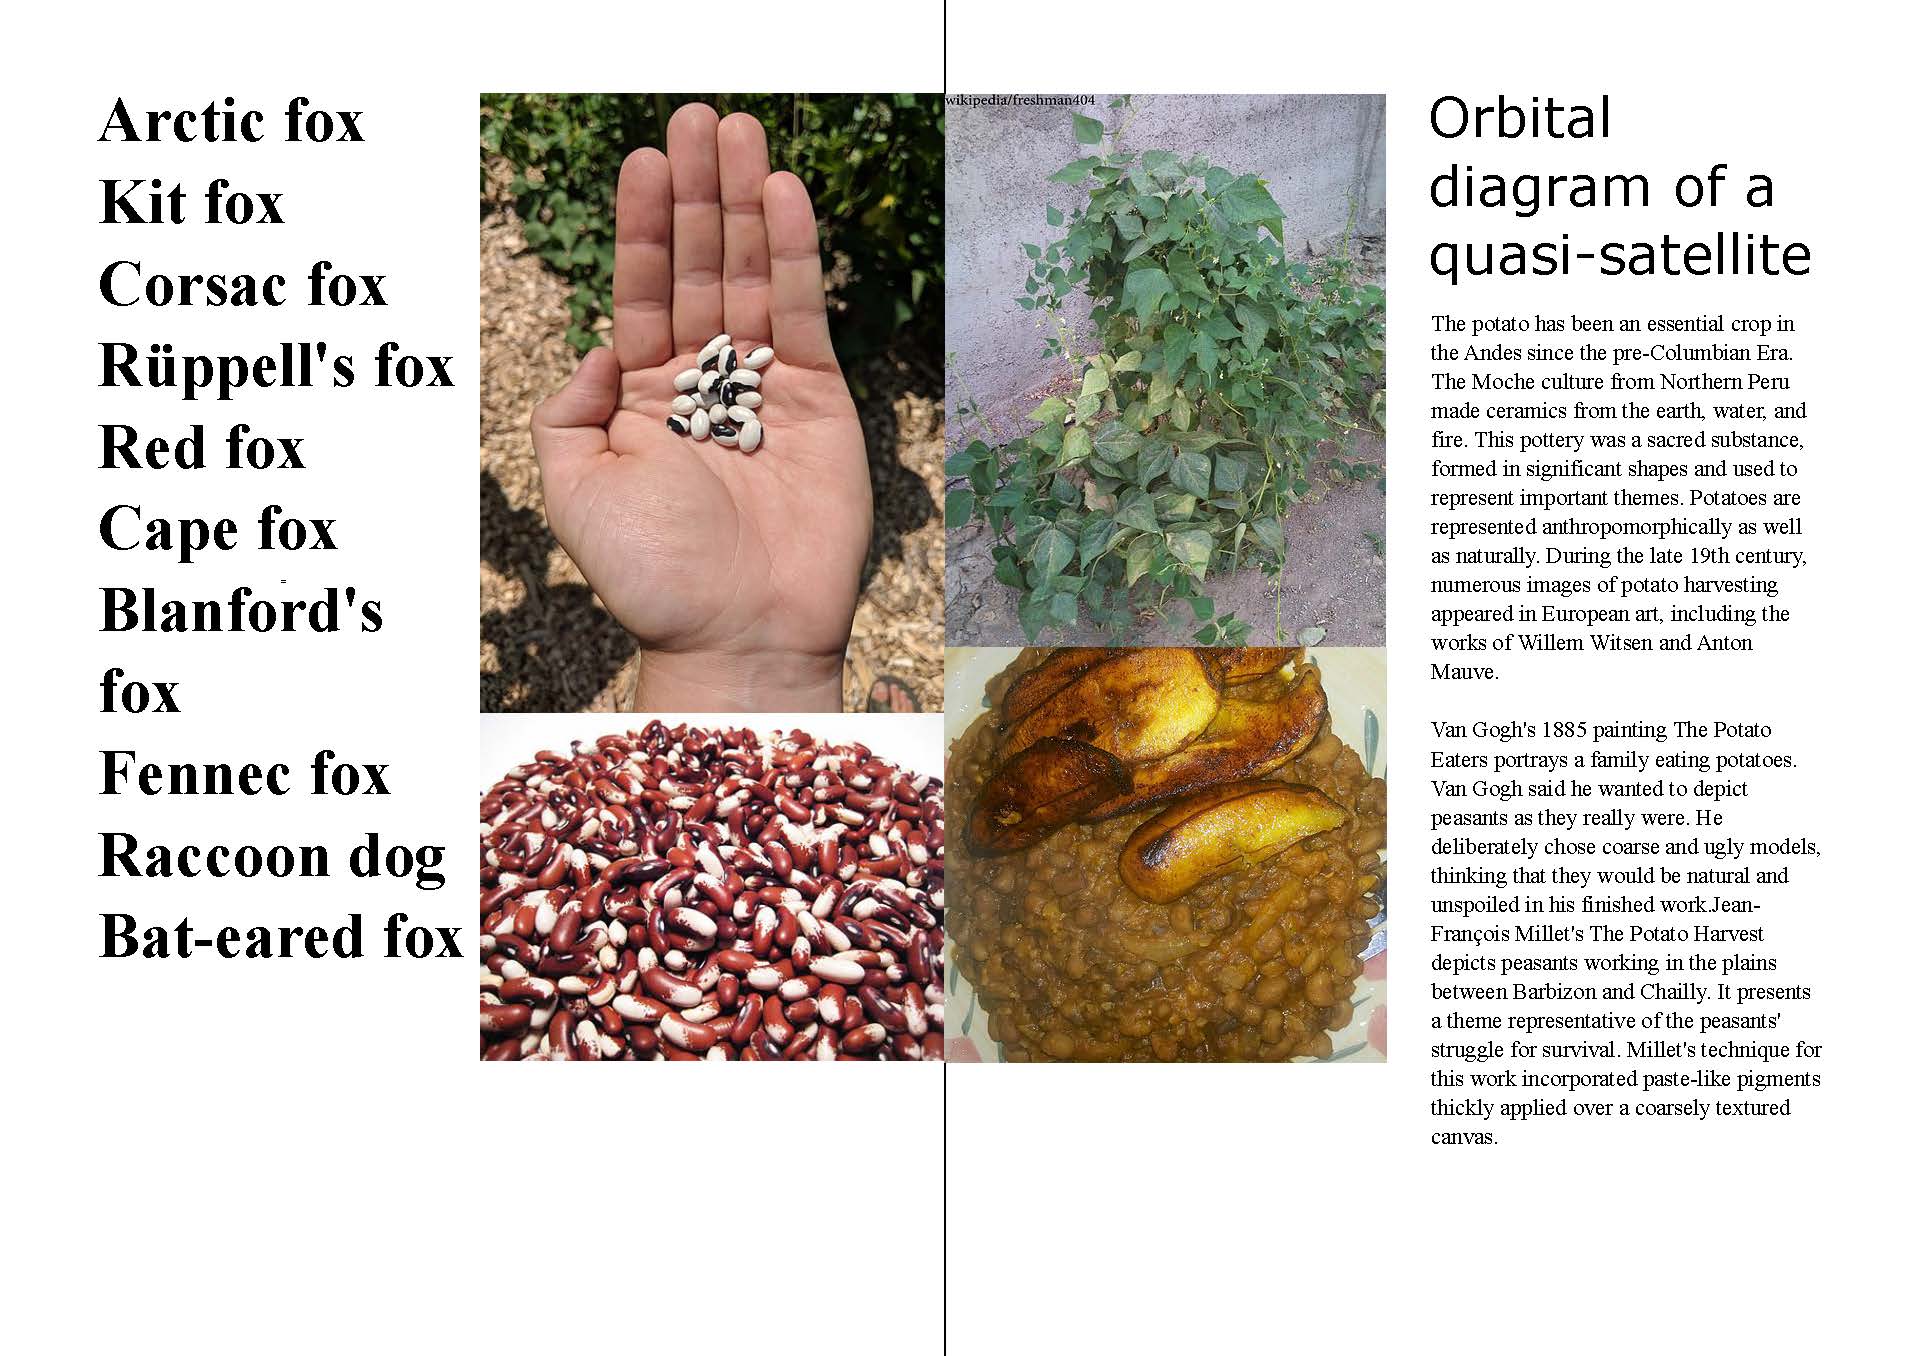 Arctic fox
Kit fox
Corsac fox
Rüppell's fox
Red fox
Cape fox
=
Blanford's
fox
Fennec fox
Raccoon dog
Bat-eared fox
wikipedia/freshman404
Orbital
diagram of a
quasi-satellite
The potato has been an essential crop in
the Andes since the pre-Columbian Era.
The Moche culture from Northern Peru
made ceramics from the earth, water, and
fire. This pottery was a sacred substance,
formed in significant shapes and used to
represent important themes. Potatoes are
represented anthropomorphically as well
as naturally. During the late 19th century,
numerous images of potato harvesting
appeared in European art, including the
works of Willem Witsen and Anton
Mauve.
Van Gogh's 1885 painting The Potato
Eaters portrays a family eating potatoes.
Van Gogh said he wanted to depict
peasants as they really were. He
deliberately chose coarse and ugly models,
thinking that they would be natural and
unspoiled in his finished work.Jean-
François Millet's The Potato Harvest
depicts peasants working in the plains
between Barbizon and Chailly. It presents
a theme representative of the peasants'
struggle for survival. Millet's technique for
this work incorporated paste-like pigments
thickly applied over a coarsely textured
canvas.